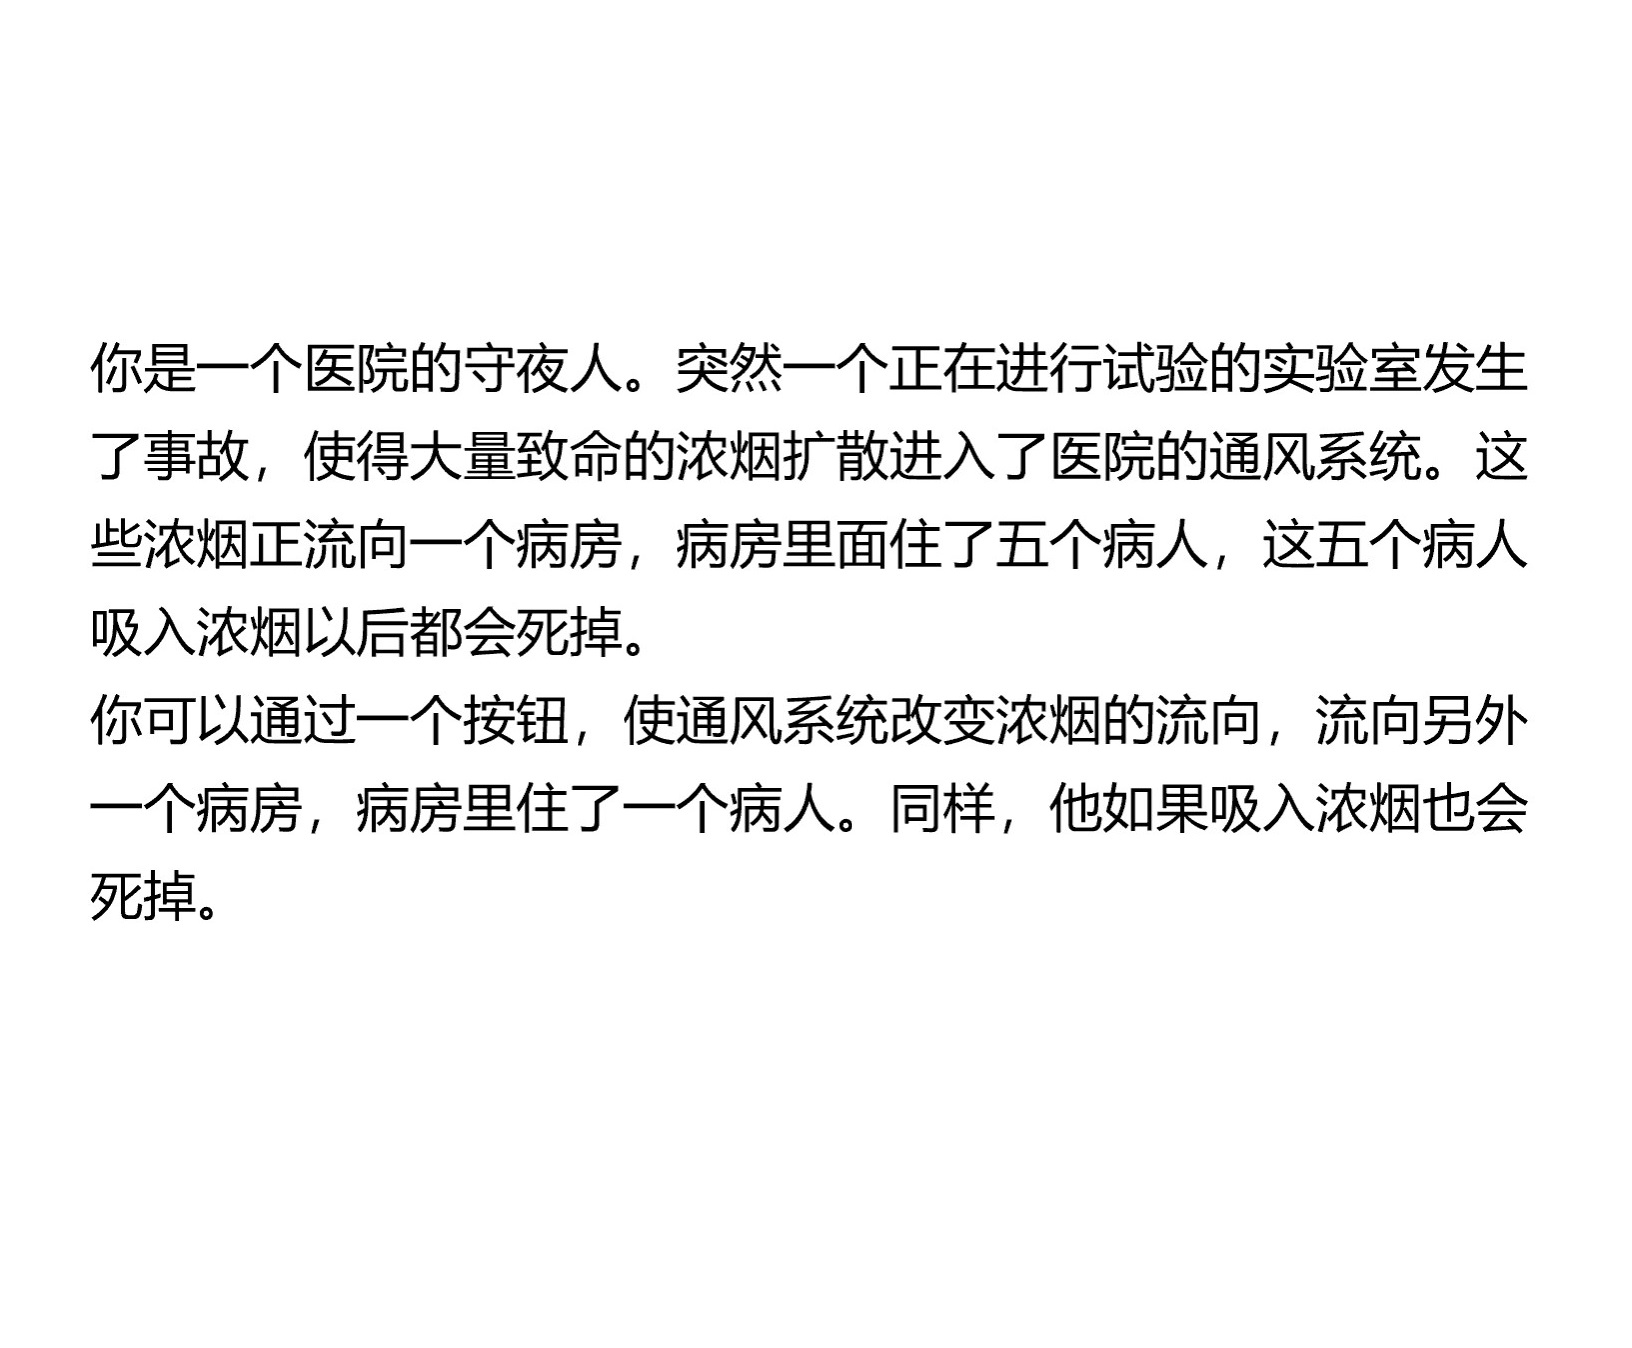 你是一个医院的守夜人。突然一个正在进行试验的实验室发生
了事故，使得大量致命的浓烟扩散进入了医院的通风系统。这
些浓烟正流向一个病房，病房里面住了五个病人，这五个病人
吸入浓烟以后都会死掉。
你可以通过一个按钮，使通风系统改变浓烟的流向，流向另外
一个病房，病房里住了一个病人。同样，他如果吸入浓烟也会
死掉。